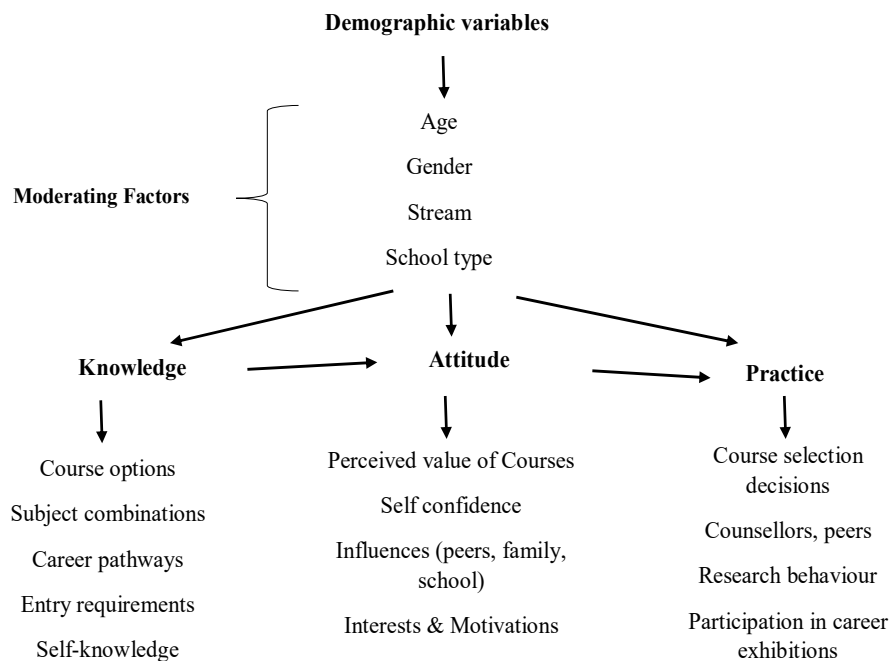 Demographic variables
Age
Gender
Moderating Factors
Stream
School type
Knowledge
Attitude
Practice
Course options
Subject combinations
Career pathways
Entry requirements
Self-knowledge
Perceived value of Courses
Self confidence
Influences (peers, family,
school)
Interests & Motivations
Course selection
decisions
Counsellors, peers
Research behaviour
Participation in career
exhibitions